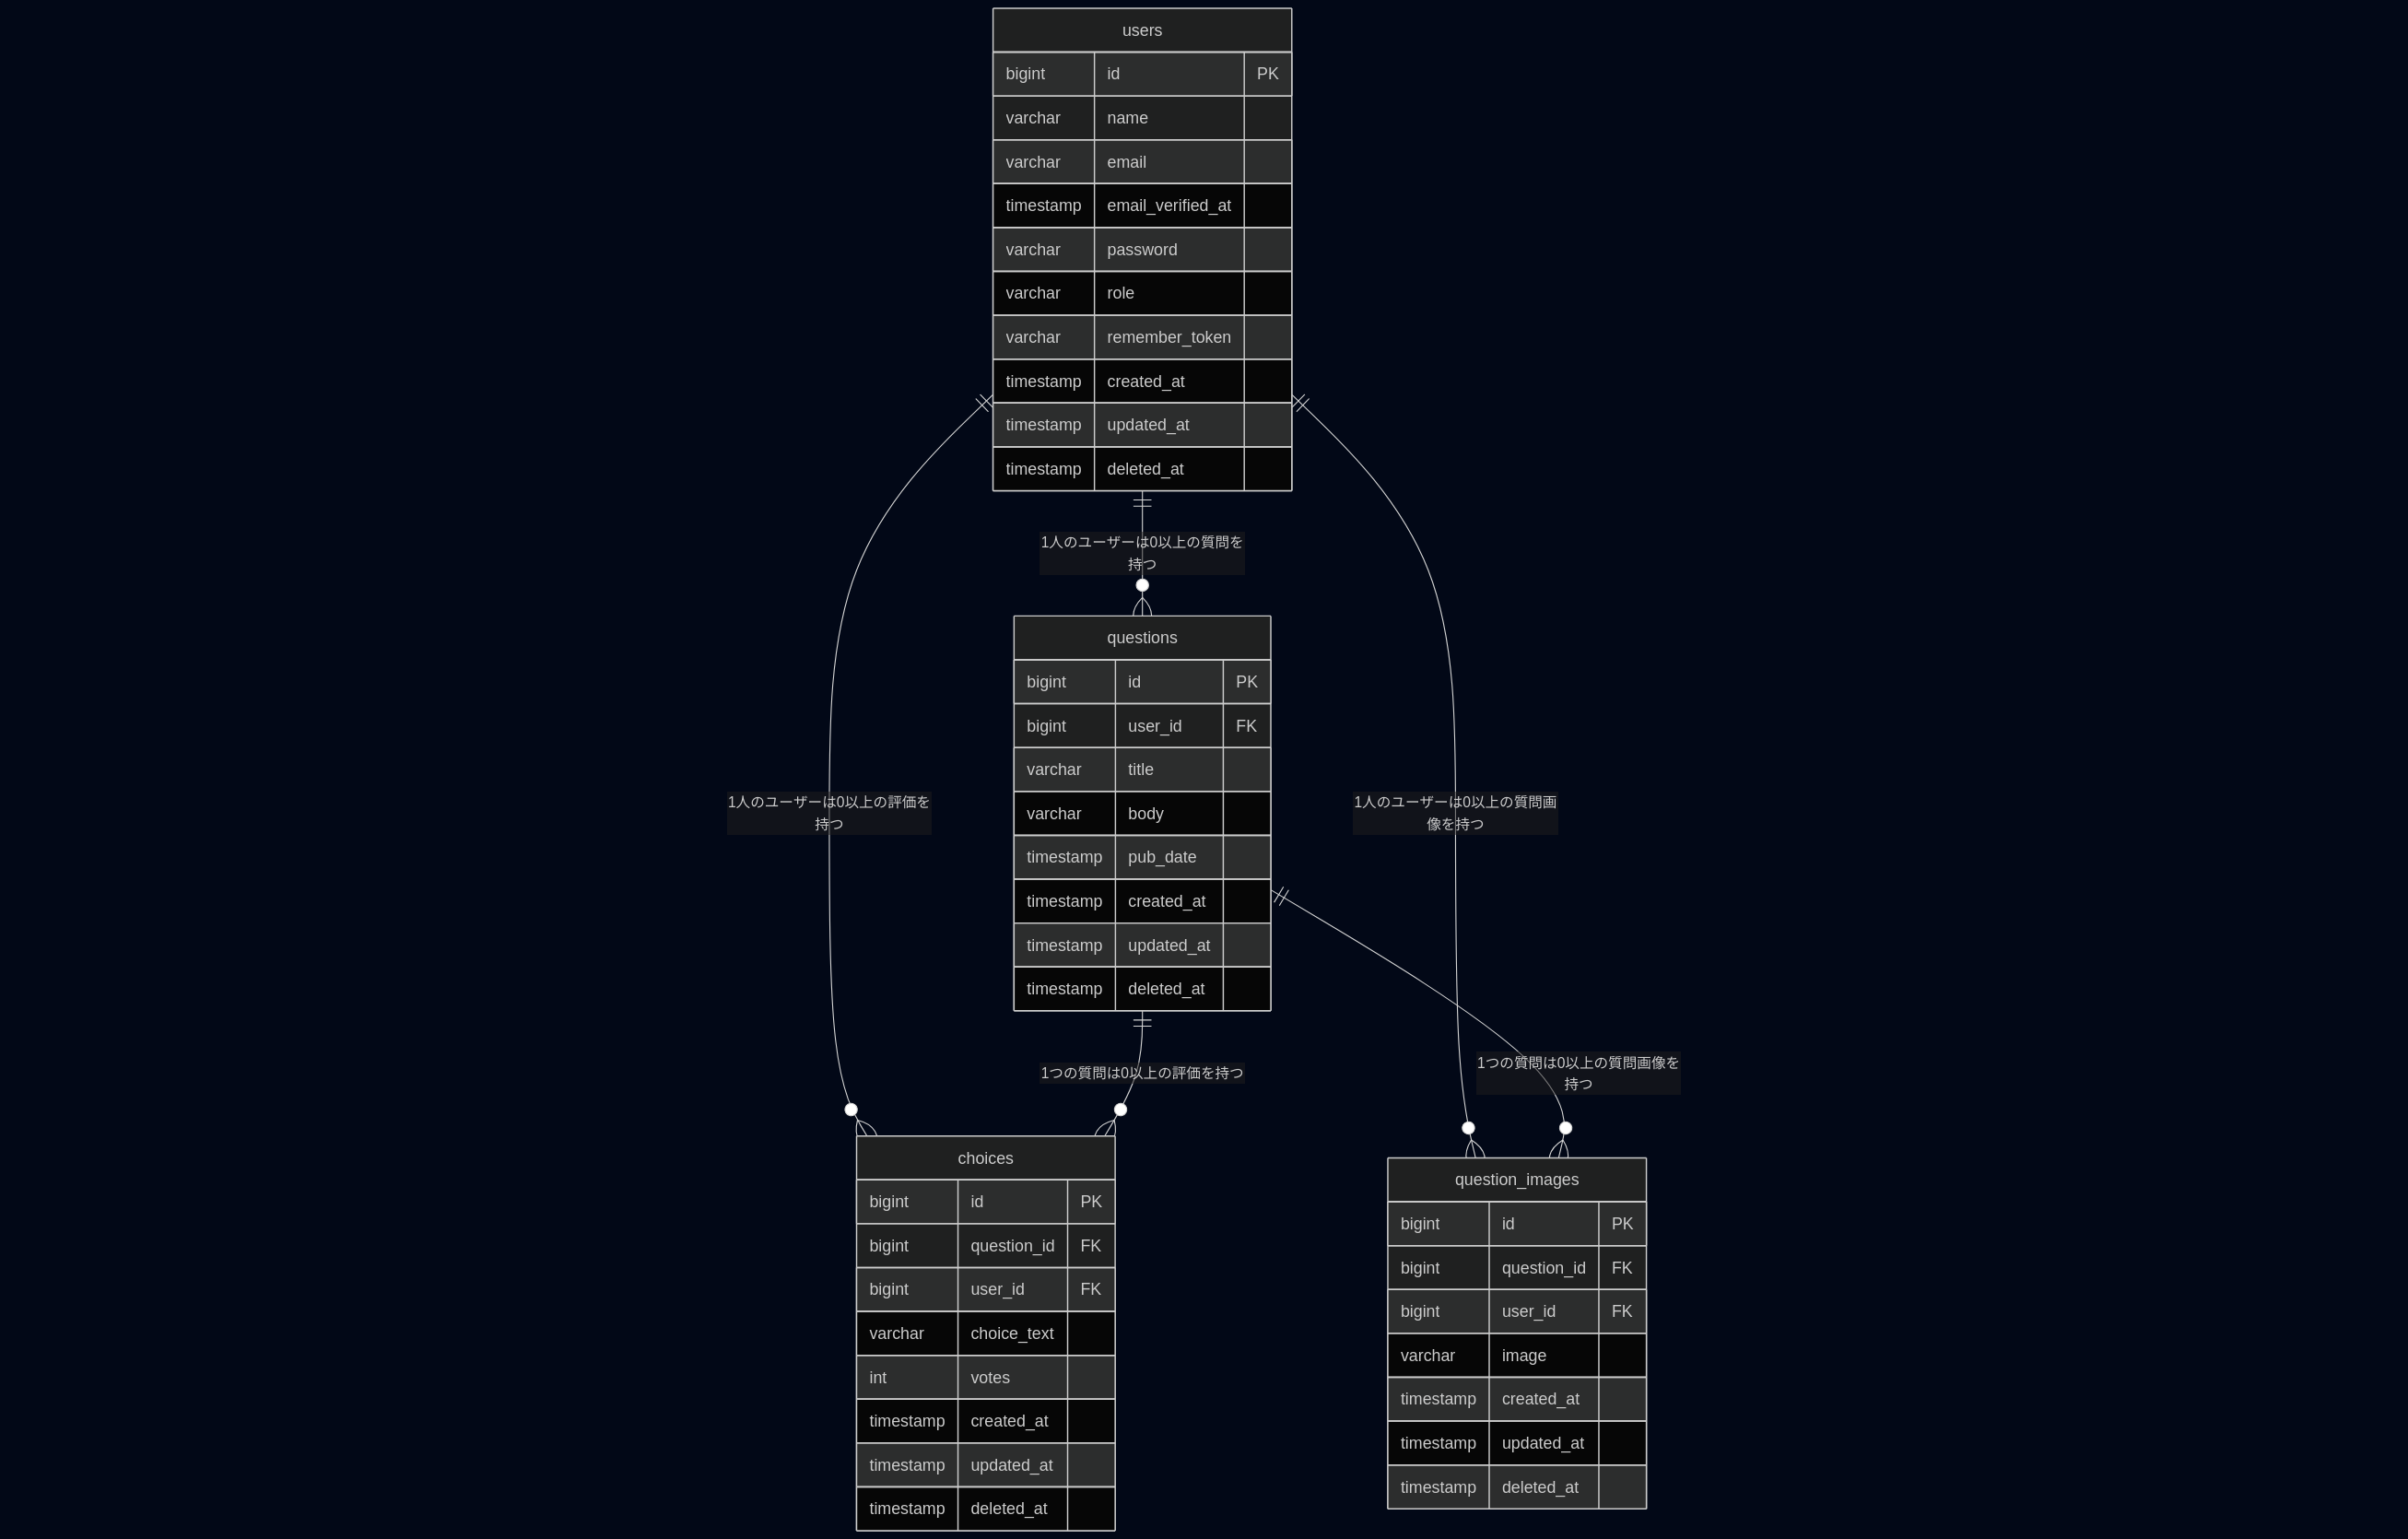 users
bigint id PK
varchar name
varchar email
timestamp email_verified_at
varchar password
varchar role
varchar remember_token
timestamp created_at
timestamp updated_at
timestamp deleted_at
1人のユーザーは0以上の質問を
持つ
questions
bigint id PK
bigint user_id FK
varchar title
varchar body
timestamp pub_date
timestamp created_at
timestamp updated_at
timestamp deleted_at
1人のユーザーは0以上の評価を
持つ
1人のユーザーは0以上の質問画
像を持つ
1つの質問は0以上の評価を持つ
1つの質問は0以上の質問画像を
持つ
choices
bigint id PK
bigint question_id FK
bigint user_id FK
varchar choice_text
int votes
timestamp created_at
timestamp updated_at
timestamp deleted_at
question_images
bigint id PK
bigint question_id FK
bigint user_id FK
varchar image
timestamp created_at
timestamp updated_at
timestamp deleted_at